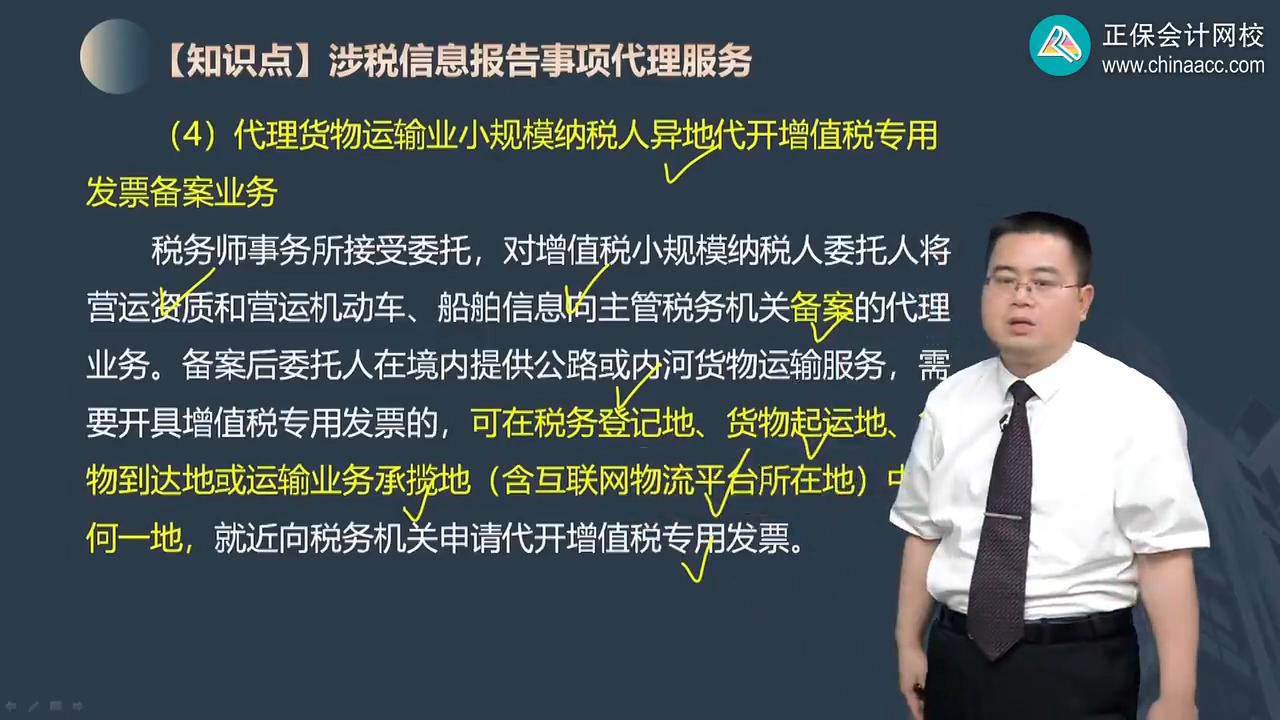 【知识点】涉税信息报告事项代理服务
正保会计网校
www.chinaacc.com
（4）代理货物运输业小规模纳税人异地代开增值税专用
发票备案业务
税务师事务所接受委托，对增值税小规模纳税人委托人将
营运资质和营运机动车、船舶信息向主管税务机关备案的代理
业务。备案后委托人在境内提供公路或内河货物运输服务，需
要开具增值税专用发票的，可在税务登记地、货物起运地、
物到达地或运输业务承揽地（含互联网物流平台所在地）中
何一地，就近向税务机关申请代开增值税专用发票。